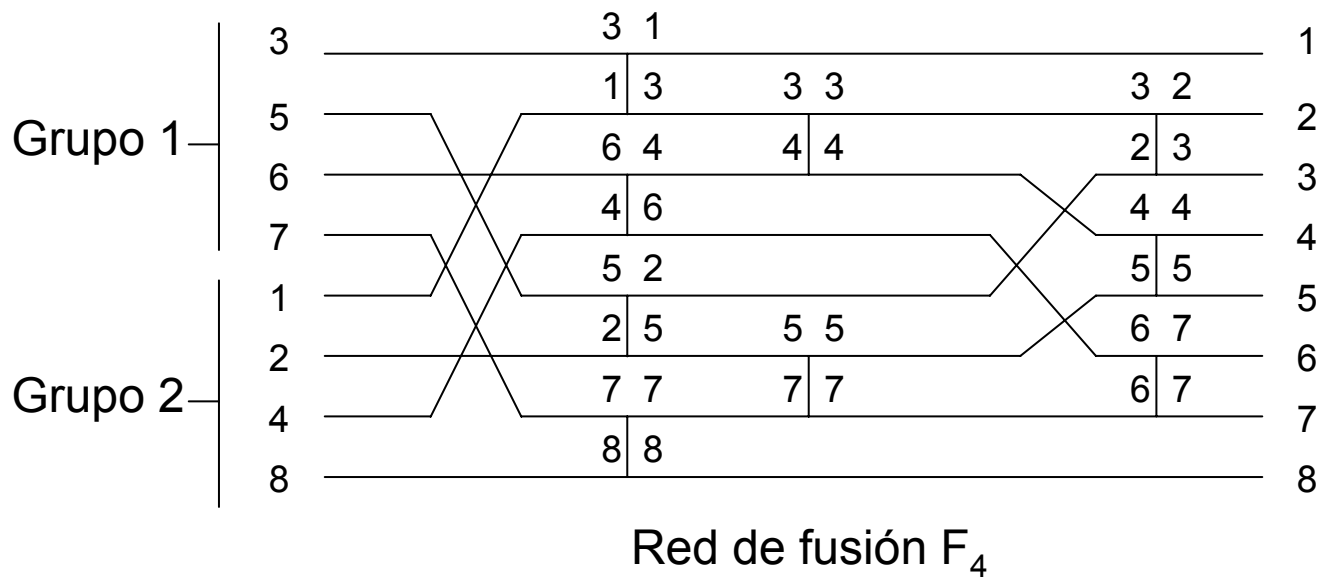 3 3 1 1
1 3 3 3 3 2
5 2
Grupo 1
6 4 4 4 2 3
6 3
4 6 4 4
7 4
5 2 5 5
1 5
2 5 5 5 6 7
2 6
Grupo 2
7 7 7 7 6 7
4 7
8 8
8 8
Red de fusión F4